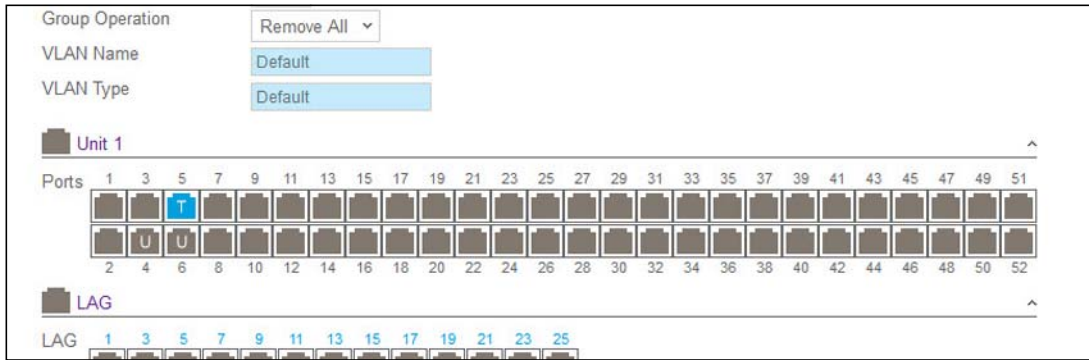 Group Operation Remove All
VLAN Name Default
VLAN Type Default
Unit 1
Ports 1 3 5 7 9 11 13 15 17 19 21 23 25 27 29 31 33 35 37 39 41 43 45 47 49 51
T
U U
2 4 6 8 10 12 14 16 18 20 22 24 26 28 30 32 34 36 38 40 42 44 46 48 50 52
LAG
LAG 1 3 5 7 9 11 13 15 17 19 21 23 25